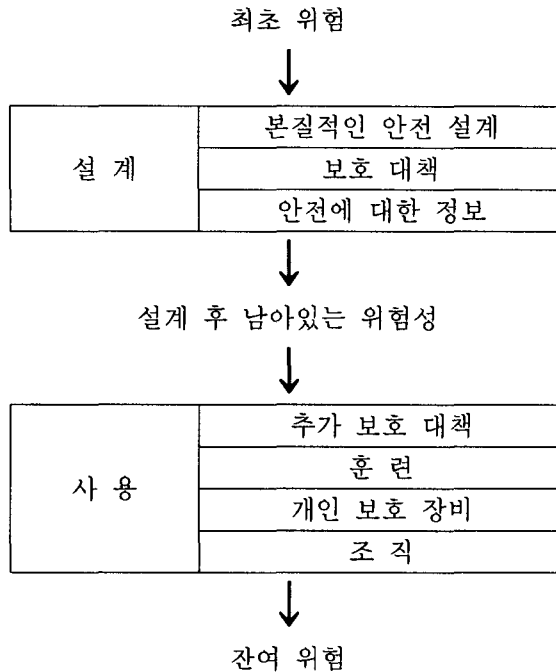 최초 위험
설 계
본질적인 안전 설계
보호 대책
안전에 대한 정보
설계 후 남아있는 위험성
사 용
추가 보호 대책
훈 련
개인 보호 장비
조 직
잔여 위험